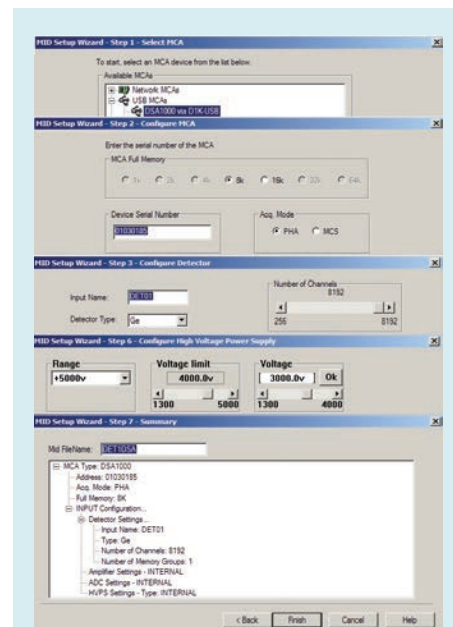 MID Setup Wizard - Step 1 - Select MCA
To start, select an MCA device from the list below.
Available MCAs
Network MCAs
USB MCAs
DSA1000 via D1K-USB
MID Setup Wizard - Step 2 - Configure MCA
Enter the serial number of the MCA
MCA Full Memory
1k 2k 4k 8k 16k 32k 64k
Device Serial Number
Acq. Mode
01030185
PHA MCS
MID Setup Wizard - Step 3 - Configure Detector
Number of Channels
8192
Input Name: DET01
Detector Type: Ge
256 8192
MID Setup Wizard - Step 6 - Configure High Voltage Power Supply
Range Voltage limit Voltage
+5000v 4000.0v 3000.0v Ok
1300 5000 1300 4000
MID Setup Wizard - Step 7 - Summary
Mid FileName: DET1DSA
MCA Type: DSA1000
Address: 01030185
Acq. Mode: PHA
Full Memory: 8K
INPUT Configuration...
Detector Settings...
Input Name: DET01
Type: Ge
Number of Channels: 8192
Number of Memory Groups: 1
Amplifier Settings - INTERNAL
ADC Settings - INTERNAL
HVPS Settings - Type: INTERNAL
< Back Finish Cancel Help